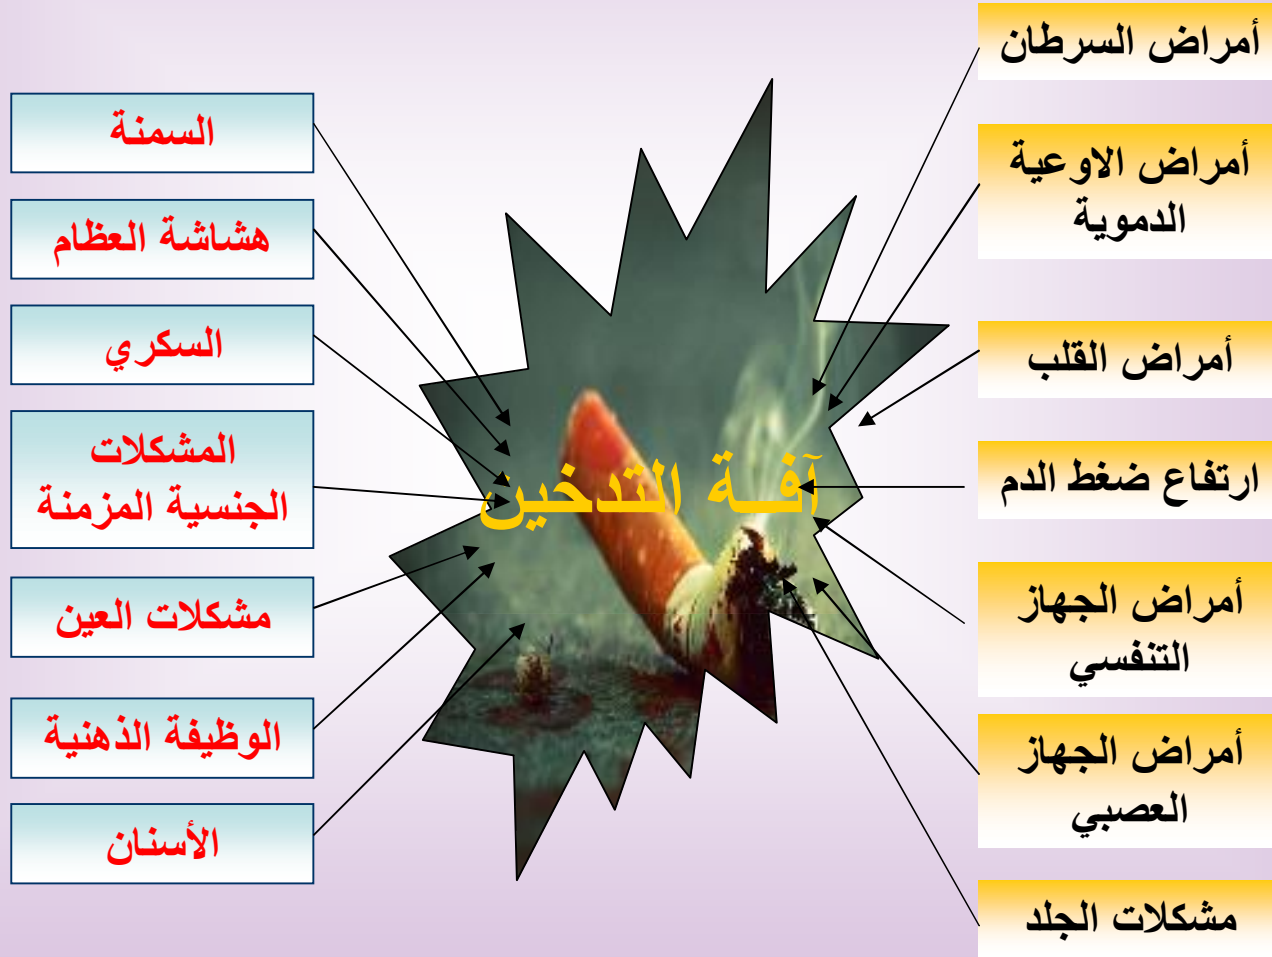 أمراض السرطان
أمراض الاوعية
الدموية
أمراض القلب
ارتفاع ضغط الدم
أمراض الجهاز
التنفسي
أمراض الجهاز
العصبي
مشكلات الجلد
آفــة التدخين
السمنة
هشاشة العظام
السكري
المشكلات
الجنسية المزمنة
مشكلات العين
الوظيفة الذهنية
الأسنان